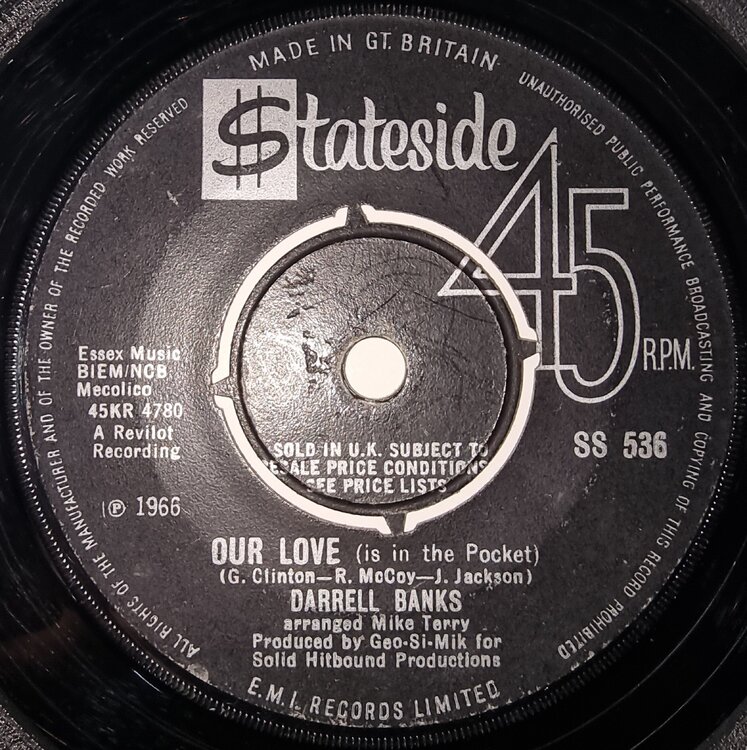 MADE IN GT. BRITAIN
$tateside
45
R.P.M.
UNAUTHORISED PUBLIC PERFORMANCE BROADCASTING AND COPYING OF THIS RECORD PROHIBITED
ALL RIGHTS OF THE MANUFACTURER AND OF THE OWNER OF THE RECORDED WORK RESERVED
Essex Music
BIEM/NCB
Mecolico
45KR 4780
A Revilot
Recording
℗ 1966
SS 536
SOLD IN U.K. SUBJECT TO
RESALE PRICE CONDITIONS
SEE PRICE LISTS
OUR LOVE (is in the Pocket)
(G. Clinton—R. McCoy—J. Jackson)
DARRELL BANKS
arranged Mike Terry
Produced by Geo-Si-Mik for
Solid Hitbound Productions
E.M.I. RECORDS LIMITED